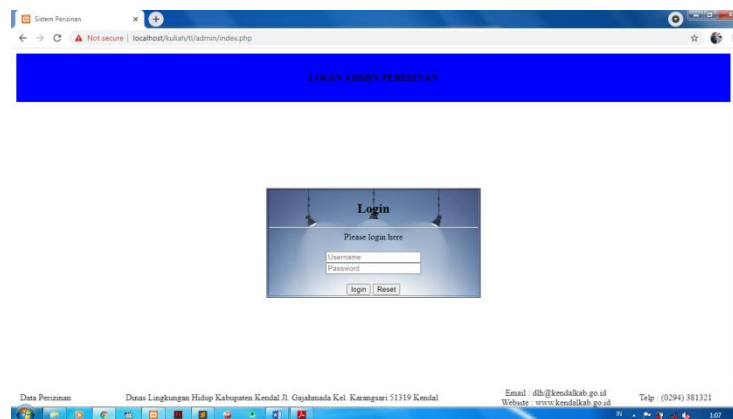 Sistem Perizinan
Not secure | localhost/kuliah/tl/admin/index.php
LOGIN ADMIN PERIZINAN
Login
Please login here
Username
Password
login Reset
Data Perizinan
Dinas Lingkungan Hidup Kabupaten Kendal Jl. Gajahmada Kel. Karangsari 51319 Kendal
Email : dlh@kendalkab.go.id
Website : www.kendalkab.go.id
Telp : (0294) 381321
IN
1:07